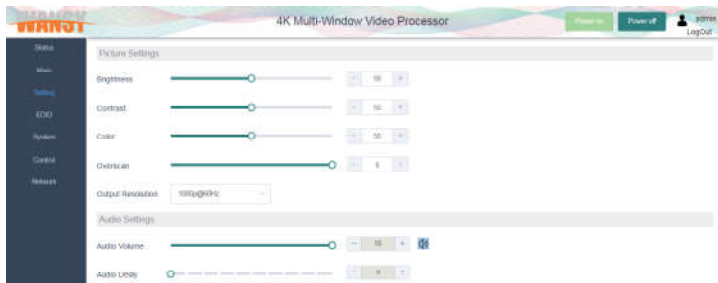 WANSY
4K Multi-Window Video Processor
Power on
Power off
admin
LogOut
Status
Main
Setting
EDID
System
Control
Network
Picture Settings
Brightness - 50 +
Contrast - 50 +
Color - 50 +
Overscan +
Output Resolution 1080p@60Hz
Audio Settings
Audio Volume - +
Audio Delay - +